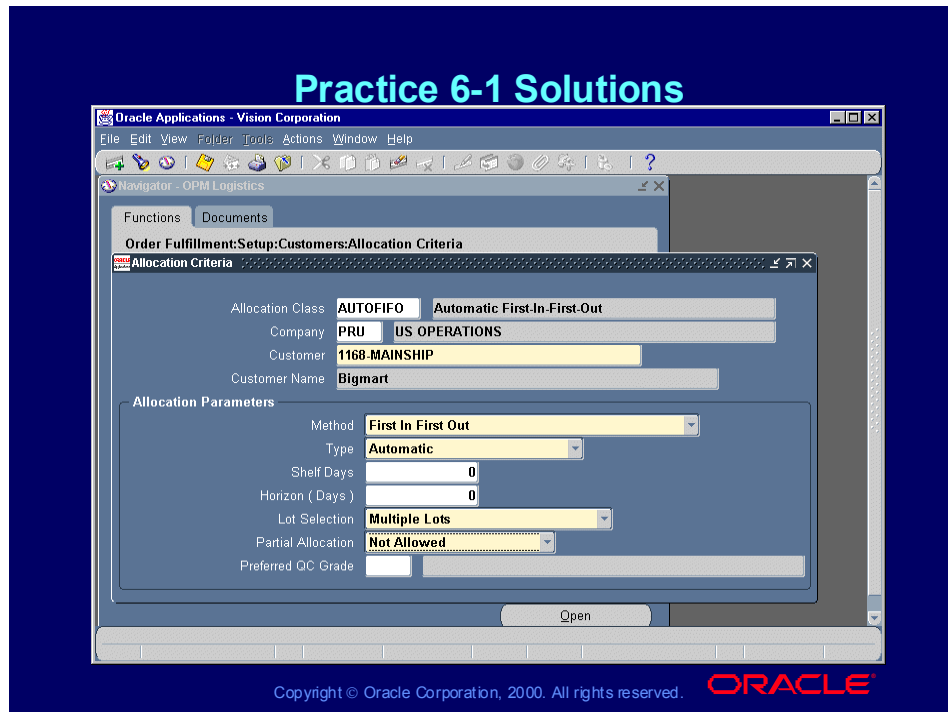 Practice 6-1 Solutions
Oracle Applications - Vision Corporation
File Edit View Folder Tools Actions Window Help
Navigator - OPM Logistics
Functions Documents
Order Fulfillment:Setup:Customers:Allocation Criteria
Allocation Criteria
Allocation Class AUTOFIFO Automatic First-In-First-Out
Company PRU US OPERATIONS
Customer 1168-MAINSHIP
Customer Name Bigmart
Allocation Parameters
Method First In First Out
Type Automatic
Shelf Days 0
Horizon ( Days ) 0
Lot Selection Multiple Lots
Partial Allocation Not Allowed
Preferred QC Grade
Open
Copyright © Oracle Corporation, 2000. All rights reserved.
ORACLE